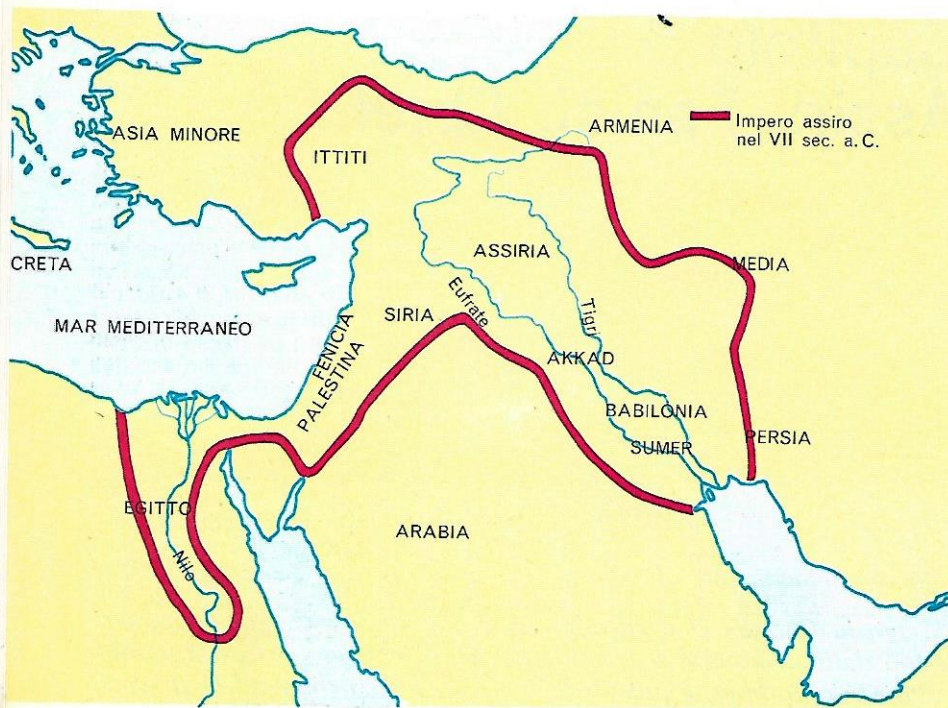 ASIA MINORE
ITTITI
ARMENIA
Impero assiro
nel VII sec. a.C.
CRETA
ASSIRIA
MEDIA
MAR MEDITERRANEO
SIRIA
Eufrate
Tigri
FENICIA
PALESTINA
AKKAD
BABILONIA
SUMER
PERSIA
EGITTO
Nilo
ARABIA